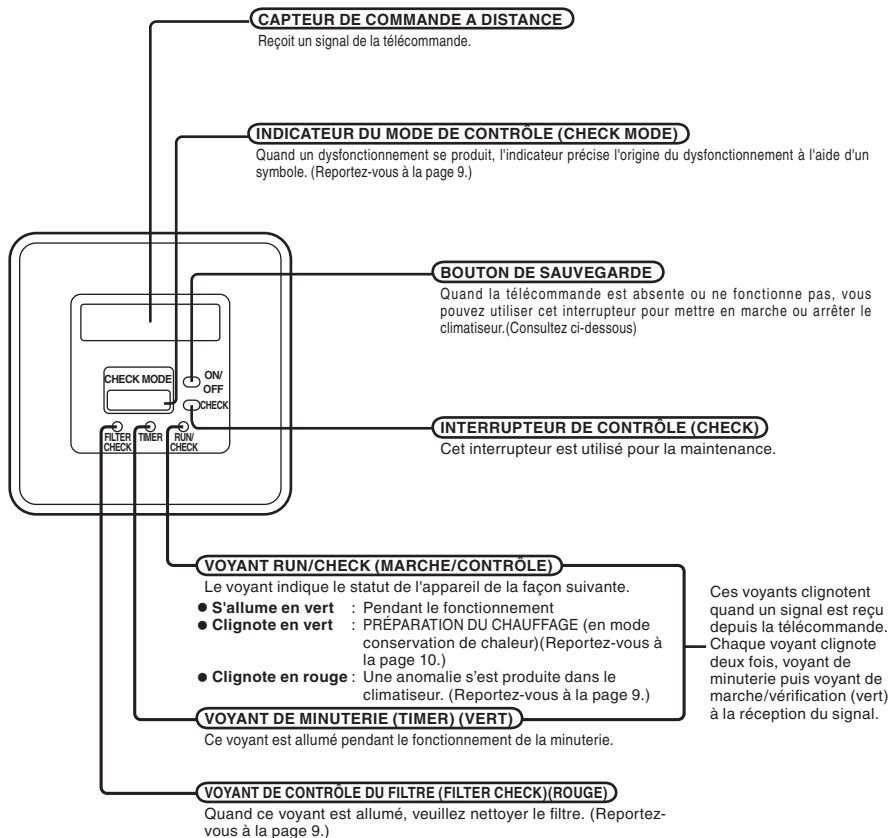 CAPTEUR DE COMMANDE A DISTANCE
Reçoit un signal de la télécommande.
INDICATEUR DU MODE DE CONTRÔLE (CHECK MODE)
Quand un dysfonctionnement se produit, l'indicateur précise l'origine du dysfonctionnement à l'aide d'un
symbole. (Reportez-vous à la page 9.)
BOUTON DE SAUVEGARDE
Quand la télécommande est absente ou ne fonctionne pas, vous
pouvez utiliser cet interrupteur pour mettre en marche ou arrêter le
climatiseur.(Consultez ci-dessous)
CHECK MODE
ON/
OFF
CHECK
FILTER
CHECK
TIMER
RUN/
CHECK
INTERRUPTEUR DE CONTRÔLE (CHECK)
Cet interrupteur est utilisé pour la maintenance.
VOYANT RUN/CHECK (MARCHE/CONTRÔLE)
Le voyant indique le statut de l'appareil de la façon suivante.
● S'allume en vert : Pendant le fonctionnement
● Clignote en vert : PRÉPARATION DU CHAUFFAGE (en mode
conservation de chaleur)(Reportez-vous à
la page 10.)
● Clignote en rouge : Une anomalie s'est produite dans le
climatiseur. (Reportez-vous à la page 9.)
VOYANT DE MINUTERIE (TIMER) (VERT)
Ce voyant est allumé pendant le fonctionnement de la minuterie.
Ces voyants clignotent
quand un signal est reçu
depuis la télécommande.
Chaque voyant clignote
deux fois, voyant de
minuterie puis voyant de
marche/vérification (vert)
à la réception du signal.
VOYANT DE CONTRÔLE DU FILTRE (FILTER CHECK)(ROUGE)
Quand ce voyant est allumé, veuillez nettoyer le filtre. (Reportez-
vous à la page 9.)